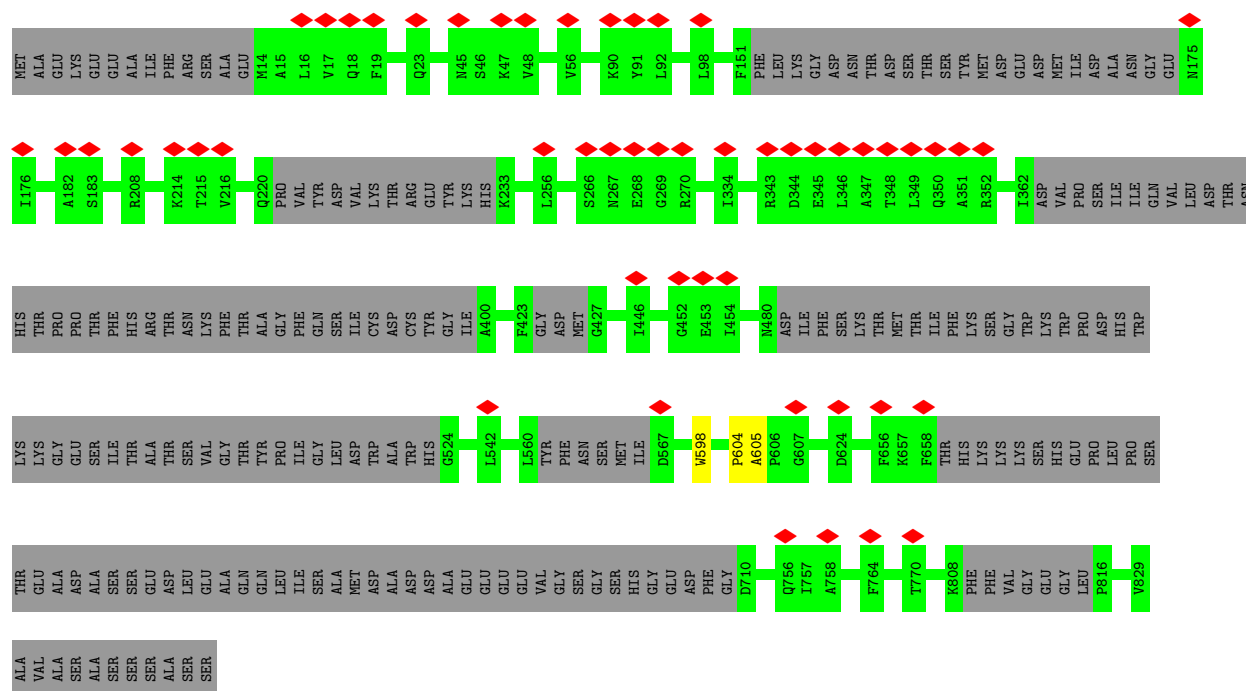 MET ALA GLU LYS GLU GLU ALA ILE PHE ARG SER ALA GLU M14 A15 L16 V17 Q18 F19 Q23 N45 S46 K47 V48 V56 K90 Y91 L92 L98 F151 PHE LEU LYS GLY ASP ASN THR ASP SER THR SER TYR MET ASP GLU ASP MET ILE ASP ALA ASN GLY GLU N175
I176 A182 S183 R208 K214 T215 V216 Q220 PRO VAL TYR ASP VAL LYS THR ARG GLU TYR LYS HIS K233 L256 S266 N267 E268 G269 R270 I334 R343 D344 E345 L346 A347 T348 L349 Q350 A351 R352 I362 ASP VAL PRO SER ILE ILE GLN VAL LEU ASP THR ASN
HIS THR PRO PRO THR PHE HIS ARG THR ASN LYS PHE THR ALA GLY PHE GLN SER ILE CYS ASP CYS TYR GLY ILE A400 F423 GLY ASP MET G427 I446 G452 E453 I454 N480 ASP ILE PHE SER LYS THR MET THR ILE PHE LYS SER GLY TRP LYS TRP PRO ASP HIS TRP
LYS LYS GLY GLU SER ILE THR ALA THR SER VAL GLY THR TYR PRO ILE GLY LEU ASP TRP ALA TRP HIS G524 L542 L560 TYR PHE ASN SER MET ILE D567 W598 P604 A605 P606 G607 D624 F656 K657 F658 THR HIS LYS LYS LYS SER HIS GLU PRO LEU PRO SER
THR GLU ALA ASP ALA SER SER GLU ASP LEU GLU ALA GLN GLN LEU ILE SER ALA MET ASP ALA ASP ASP ALA GLU GLU GLU GLU VAL GLY SER GLY SER HIS GLY GLU ASP PHE GLY D710 Q756 I757 A758 F764 T770 K808 PHE PHE VAL GLY GLU GLY LEU P816 V829
ALA VAL ALA SER ALA SER SER SER ALA SER SER